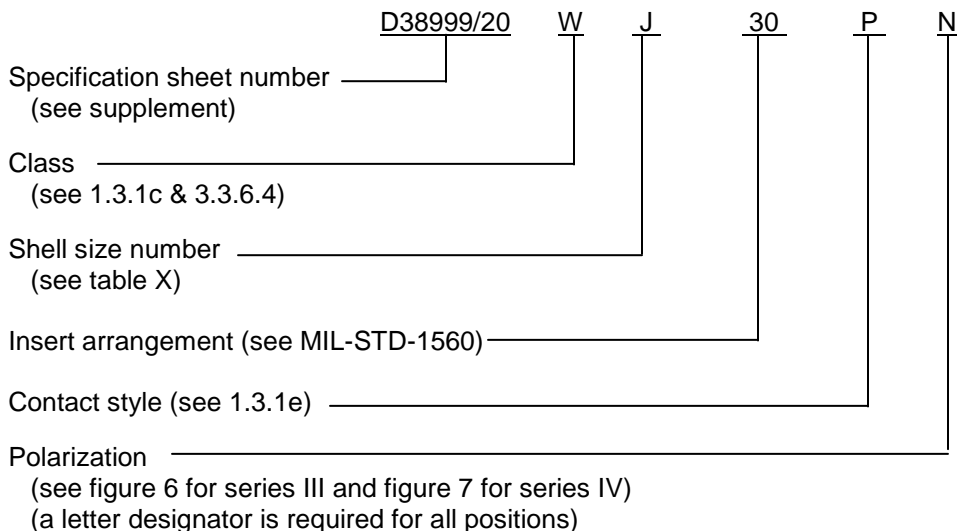 D38999/20 W J 30 P N
Specification sheet number
(see supplement)
Class
(see 1.3.1c & 3.3.6.4)
Shell size number
(see table X)
Insert arrangement (see MIL-STD-1560)
Contact style (see 1.3.1e)
Polarization
(see figure 6 for series III and figure 7 for series IV)
(a letter designator is required for all positions)